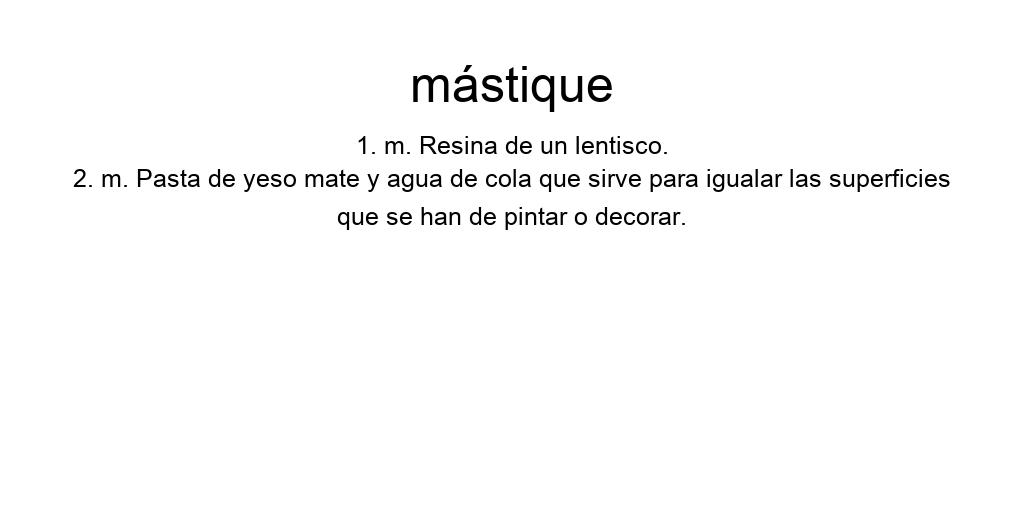 mástique
1. m. Resina de un lentisco.
2. m. Pasta de yeso mate y agua de cola que sirve para igualar las superficies
que se han de pintar o decorar.